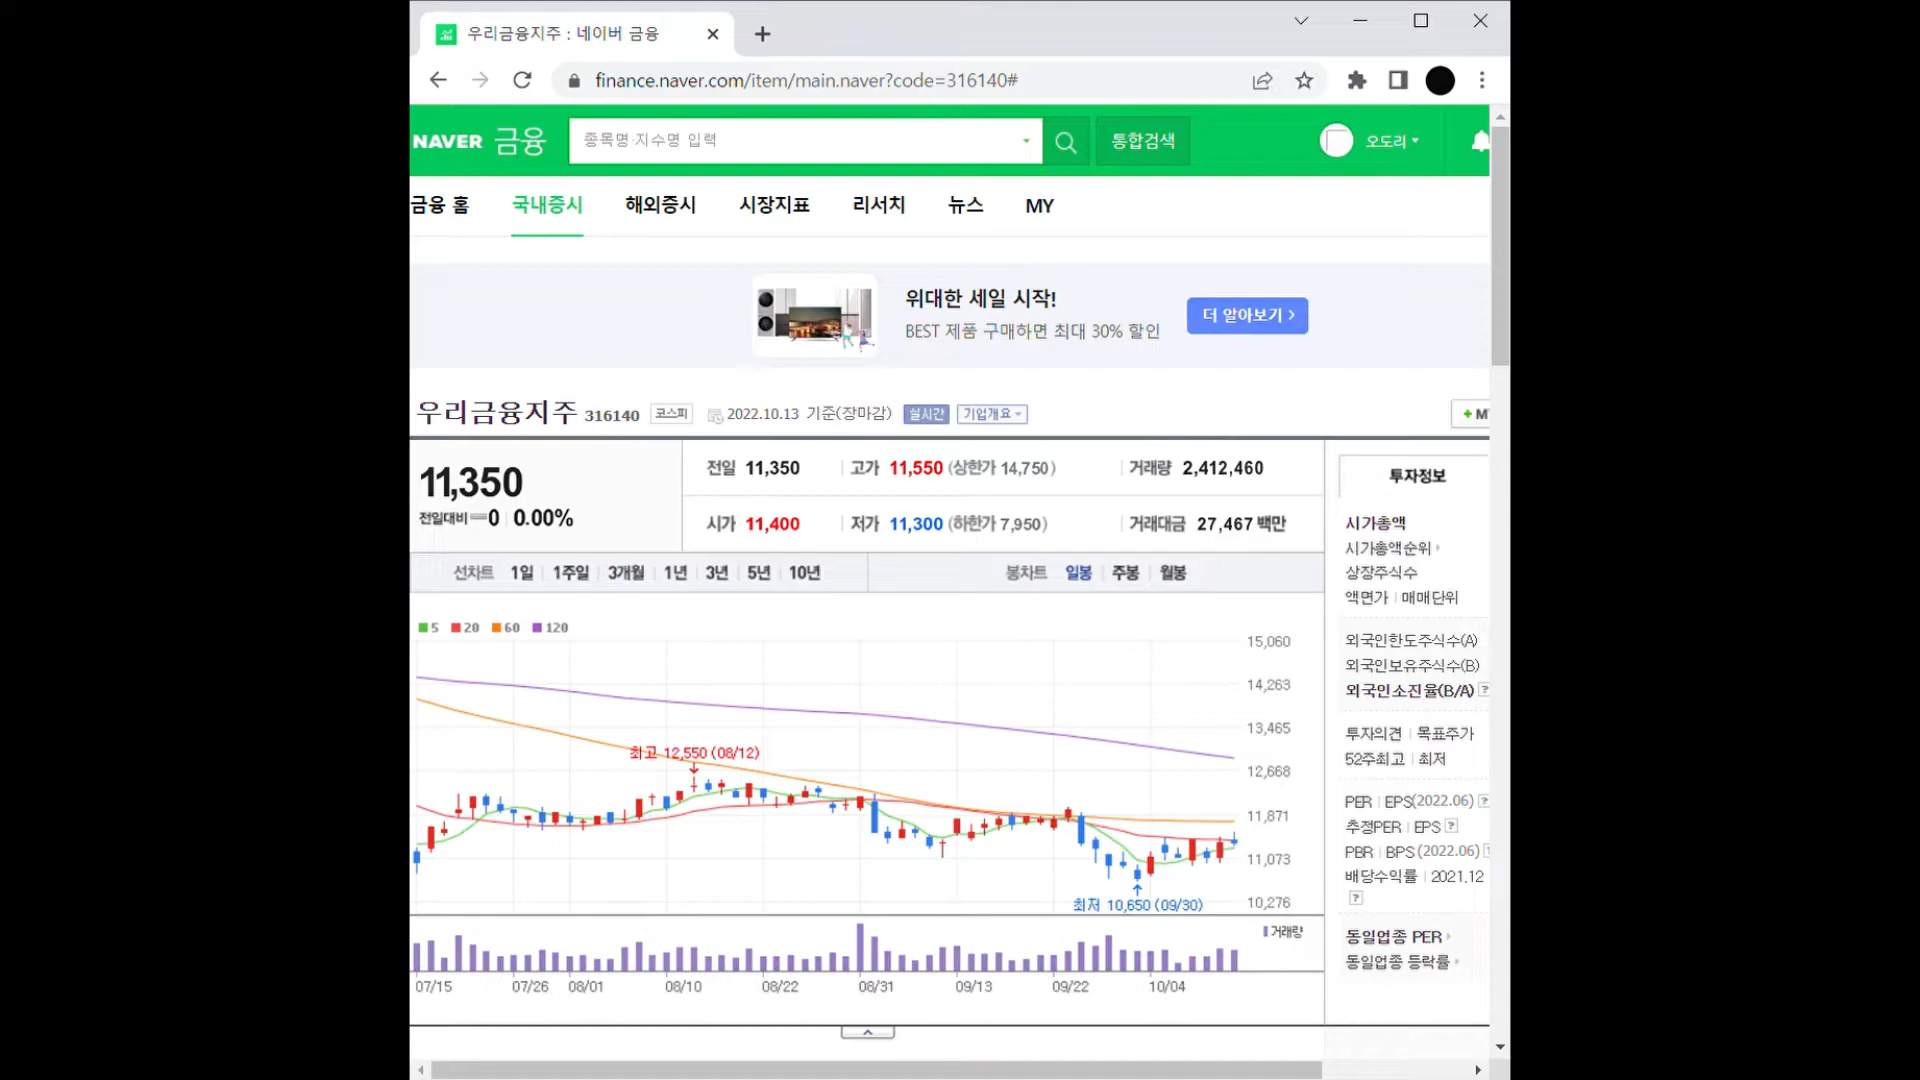 우리금융지주 : 네이버 금융
finance.naver.com/item/main.naver?code=316140#
NAVER 금융 종목명·지수명 입력 통합검색 오도리
금융 홈 국내증시 해외증시 시장지표 리서치 뉴스 MY
위대한 세일 시작!
BEST 제품 구매하면 최대 30% 할인
더 알아보기 >
우리금융지주 316140 코스피 2022.10.13 기준(장마감) 실시간 기업개요
+ M
11,350
전일대비 0 0.00%
전일 11,350 고가 11,550 (상한가 14,750) 거래량 2,412,460
시가 11,400 저가 11,300 (하한가 7,950) 거래대금 27,467 백만
선차트 1일 1주일 3개월 1년 3년 5년 10년 봉차트 일봉 주봉 월봉
5 20 60 120
15,060
14,263
13,465
12,668
11,871
11,073
10,276
최고 12,550 (08/12)
최저 10,650 (09/30)
거래량
07/15 07/26 08/01 08/10 08/22 08/31 09/13 09/22 10/04
투자정보
시가총액
시가총액순위
상장주식수
액면가 | 매매단위
외국인한도주식수(A)
외국인보유주식수(B)
외국인소진율(B/A) ?
투자의견 | 목표주가
52주최고 | 최저
PER | EPS(2022.06) ?
추정PER | EPS ?
PBR | BPS (2022.06) ?
배당수익률 | 2021.12
?
동일업종 PER
동일업종 등락률